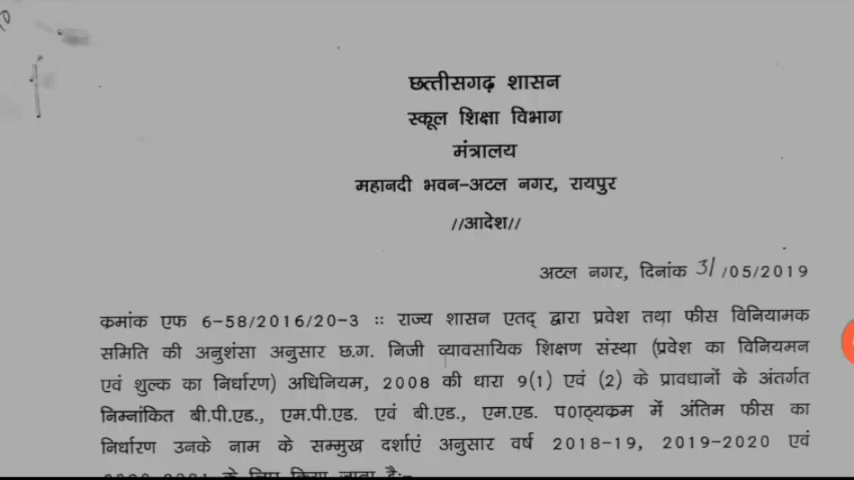 छत्तीसगढ़ शासन
स्कूल शिक्षा विभाग
मंत्रालय
महानदी भवन-अटल नगर, रायपुर
//आदेश//
अटल नगर, दिनांक 31/05/2019
क्रमांक एफ 6-58/2016/20-3 :: राज्य शासन एतद् द्वारा प्रवेश तथा फीस विनियामक
समिति की अनुशंसा अनुसार छ.ग. निजी व्यावसायिक शिक्षण संस्था (प्रवेश का विनियमन
एवं शुल्क का निर्धारण) अधिनियम, 2008 की धारा 9(1) एवं (2) के प्रावधानों के अंतर्गत
निम्नांकित बी.पी.एड., एम.पी.एड. एवं बी.एड., एम.एड. प०ाठ्यक्रम में अंतिम फीस का
निर्धारण उनके नाम के सम्मुख दर्शाएं अनुसार वर्ष 2018-19, 2019-2020 एवं
के लिए किया जाता है:-